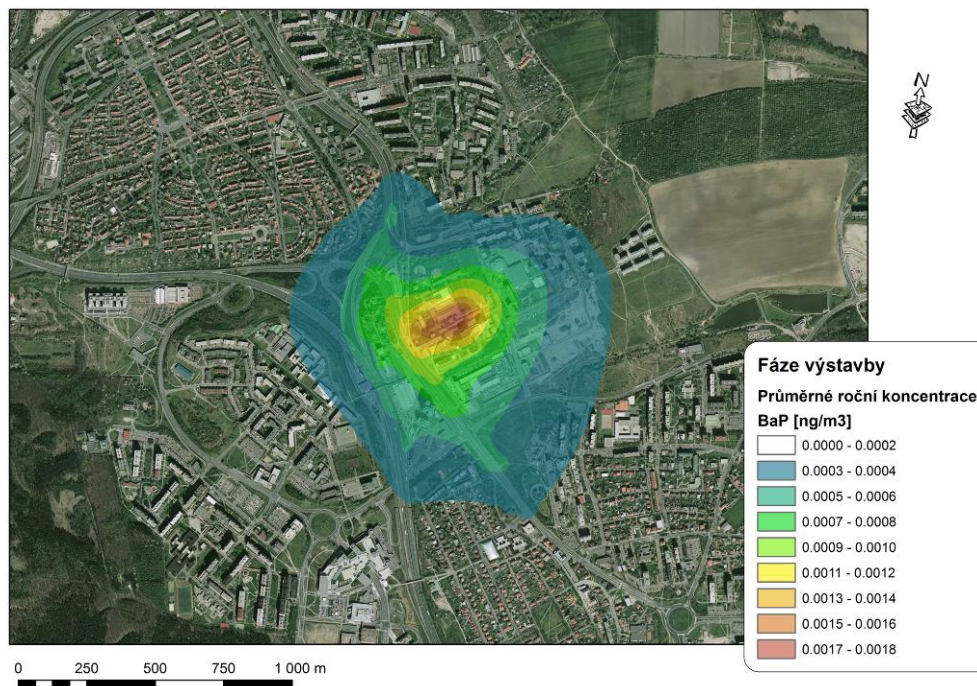 N
Fáze výstavby
Průměrné roční koncentrace
BaP [ng/m3]
0.0000 - 0.0002
0.0003 - 0.0004
0.0005 - 0.0006
0.0007 - 0.0008
0.0009 - 0.0010
0.0011 - 0.0012
0.0013 - 0.0014
0.0015 - 0.0016
0.0017 - 0.0018
0 250 500 750 1 000 m